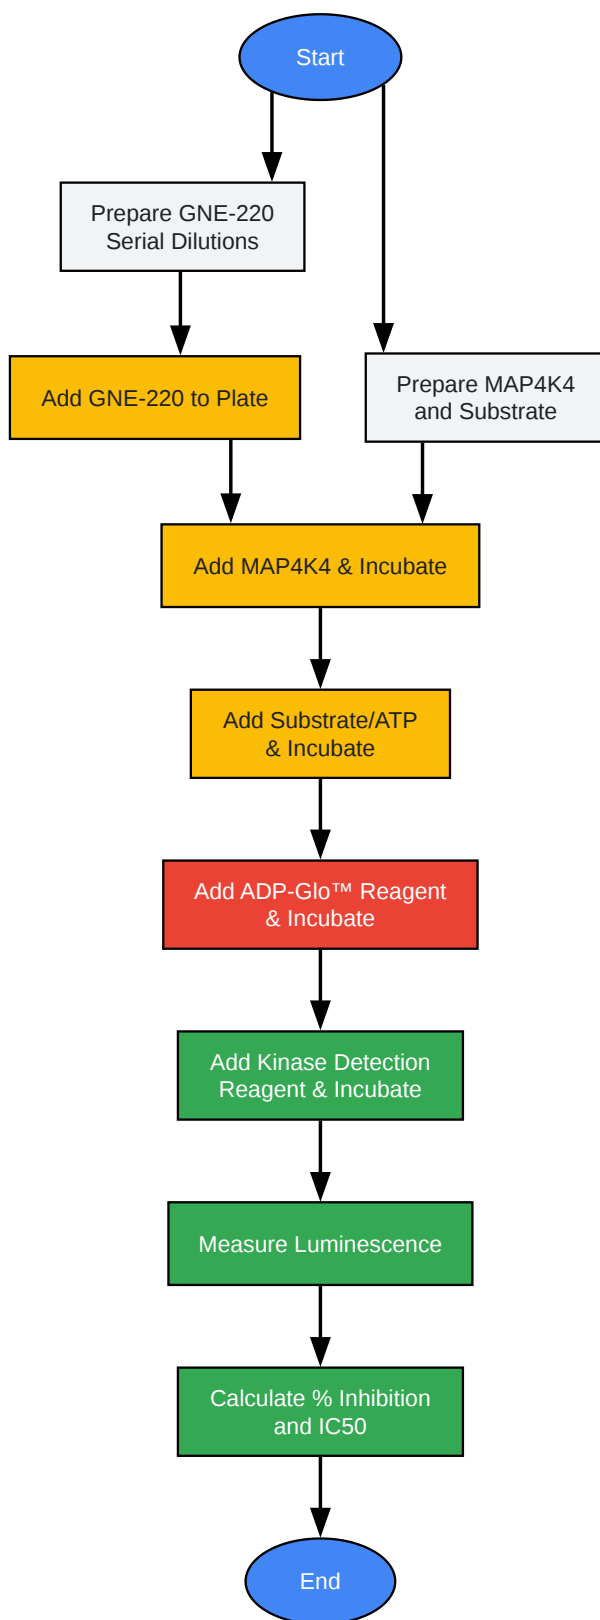 Start
Prepare GNE-220
Serial Dilutions
Add GNE-220 to Plate
Prepare MAP4K4
and Substrate
Add MAP4K4 & Incubate
Add Substrate/ATP
& Incubate
Add ADP-Glo™ Reagent
& Incubate
Add Kinase Detection
Reagent & Incubate
Measure Luminescence
Calculate % Inhibition
and IC50
End